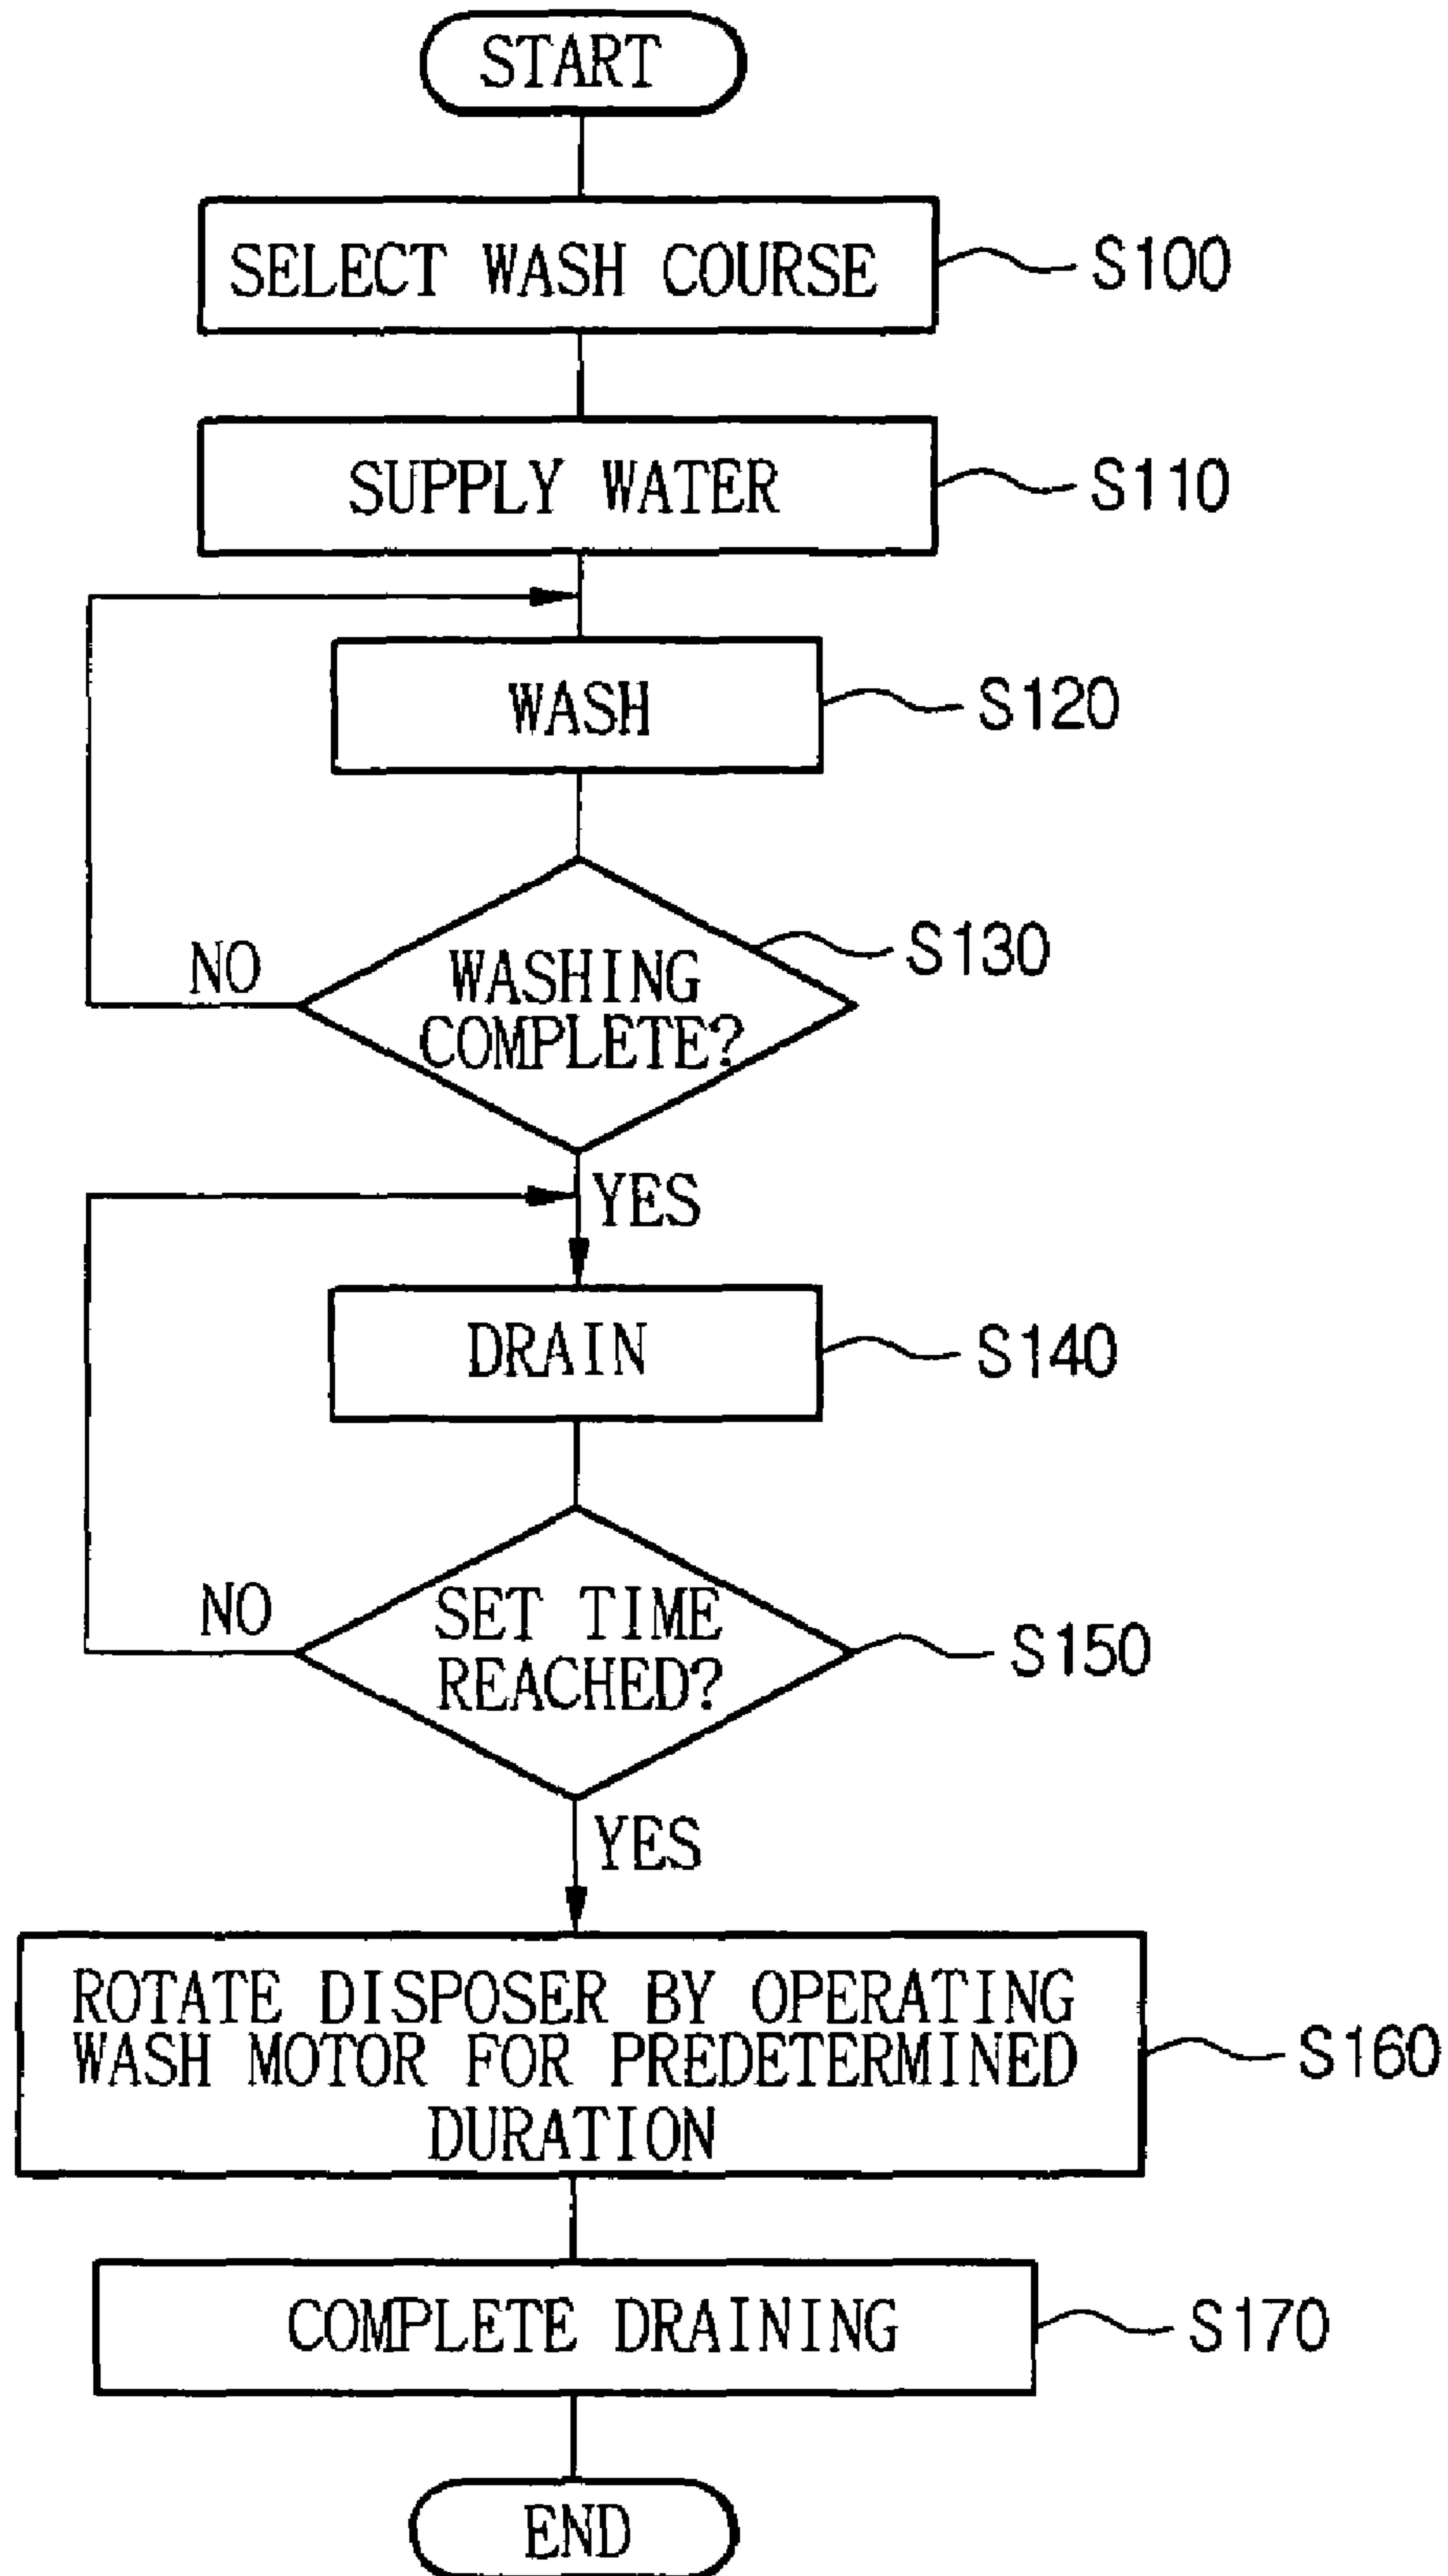 START
SELECT WASH COURSE
S100
SUPPLY WATER
S110
WASH
S120
WASHING
COMPLETE?
S130
NO
YES
DRAIN
S140
SET TIME
REACHED?
S150
NO
YES
ROTATE DISPOSER BY OPERATING
WASH MOTOR FOR PREDETERMINED
DURATION
S160
COMPLETE DRAINING
S170
END